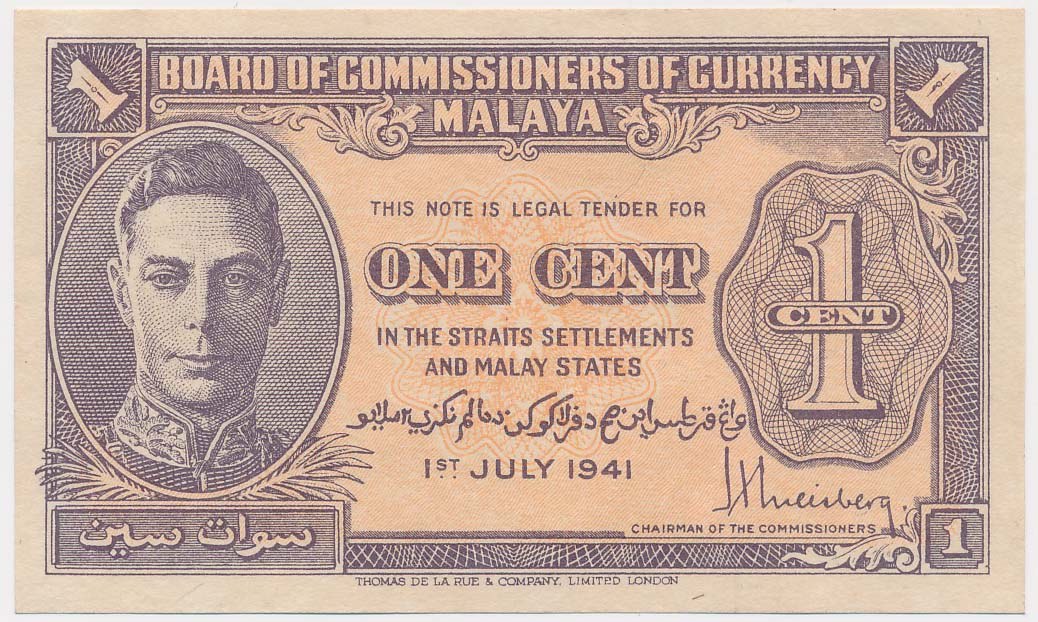 1
BOARD OF COMMISSIONERS OF CURRENCY
1
MALAYA
THIS NOTE IS LEGAL TENDER FOR
ONE CENT
IN THE STRAITS SETTLEMENTS
AND MALAY STATES
1
CENT
1ST JULY 1941
CHAIRMAN OF THE COMMISSIONERS
سوات سين
1
THOMAS DE LA RUE & COMPANY, LIMITED LONDON